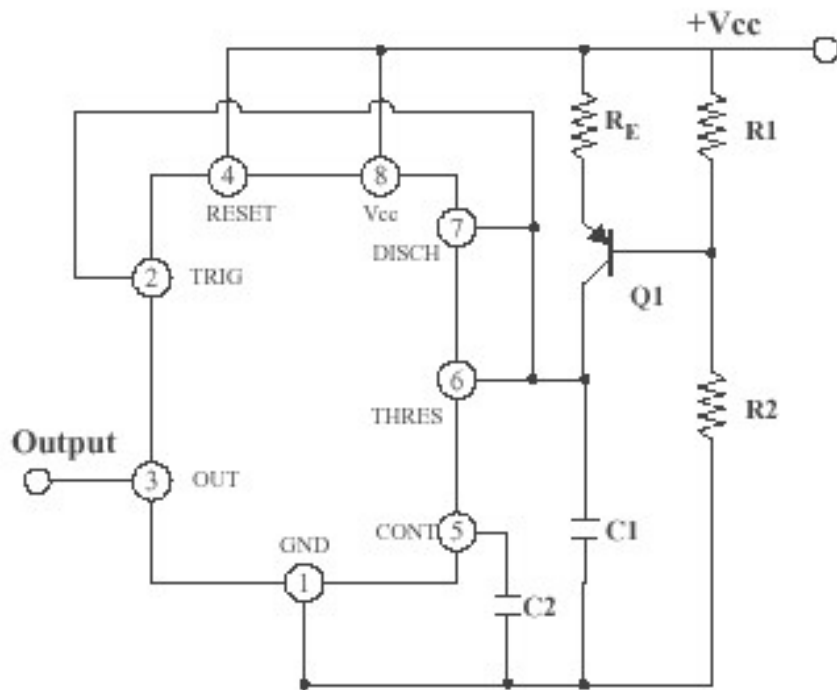 +Vcc
R_E
R1
4
8
RESET
Vcc
7
DISCH
2
TRIG
Q1
6
THRES
R2
Output
3
OUT
CONT
5
C1
GND
1
C2